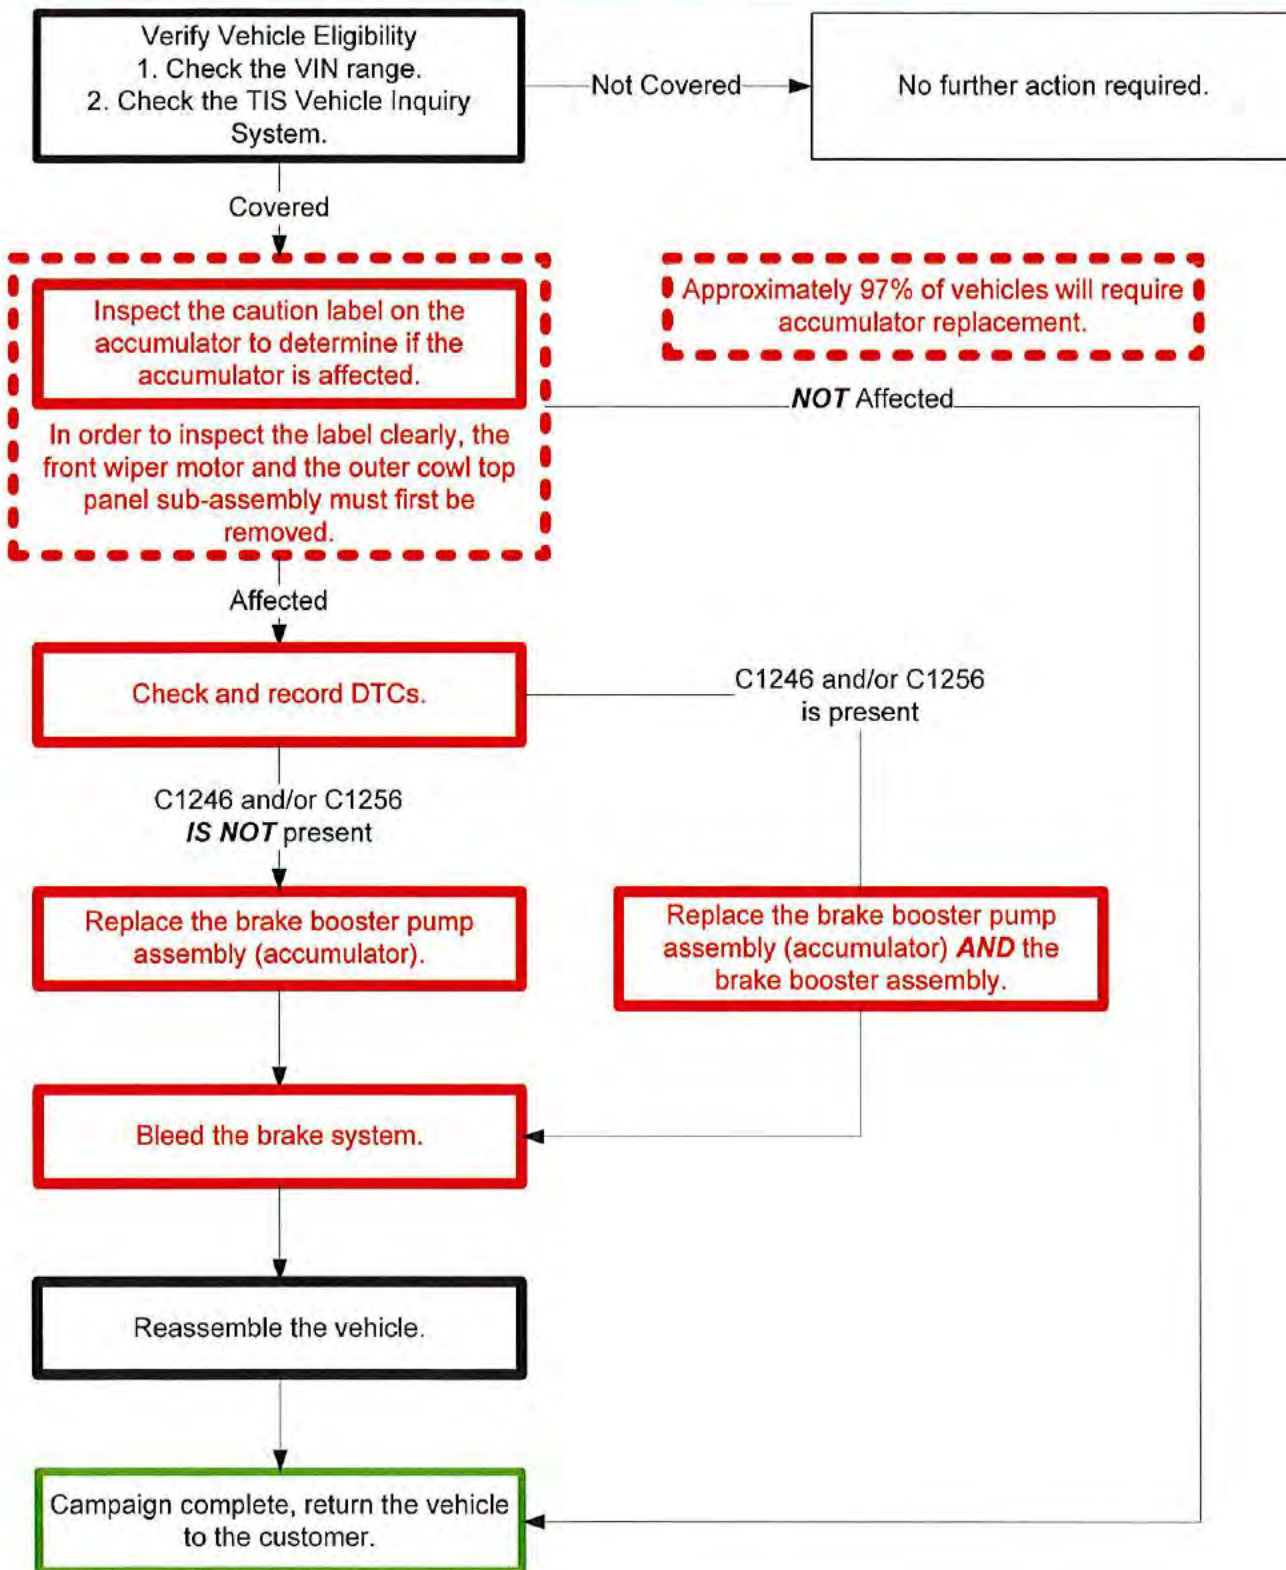 Verify Vehicle Eligibility
1. Check the VIN range.
2. Check the TIS Vehicle Inquiry
System.
Not Covered
No further action required.
Covered
Inspect the caution label on the
accumulator to determine if the
accumulator is affected.
In order to inspect the label clearly, the
front wiper motor and the outer cowl top
panel sub-assembly must first be
removed.
Approximately 97% of vehicles will require
accumulator replacement.
NOT Affected
Affected
Check and record DTCs.
C1246 and/or C1256
is present
C1246 and/or C1256
IS NOT present
Replace the brake booster pump
assembly (accumulator).
Replace the brake booster pump
assembly (accumulator) AND the
brake booster assembly.
Bleed the brake system.
Reassemble the vehicle.
Campaign complete, return the vehicle
to the customer.